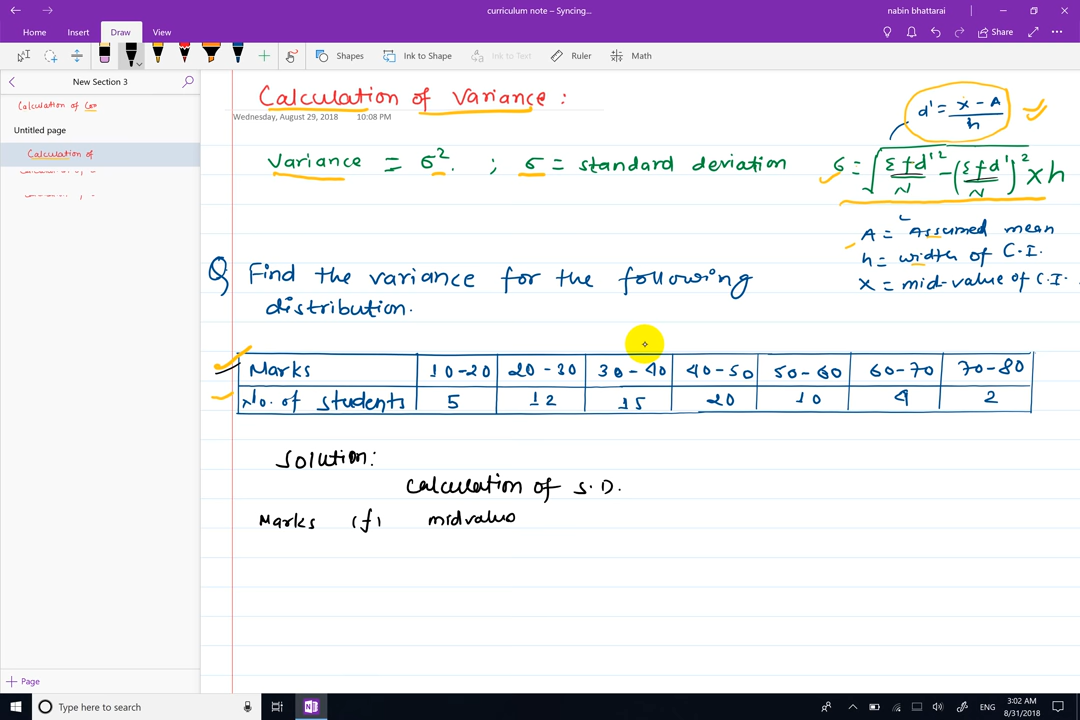 curriculum note – Syncing...
nabin bhattarai
Home Insert Draw View
Share
Shapes Ink to Shape Ink to Text Ruler Math
New Section 3
Calculation of
Untitled page
Calculation of
Calculation of Variance :
Wednesday, August 29, 2018 10:08 PM
d' = x - A / h
Variance = σ². ; σ = standard deviation
σ = √(Σfd'²/N - (Σfd'/N)²) × h
A = Assumed mean
h = width of C.I.
x = mid-value of C.I.
Q Find the variance for the following
distribution.
Marks 10-20 20-30 30-40 40-50 50-60 60-70 70-80
No. of students 5 12 15 20 10 4 2
Solution:
Calculation of S.D.
Marks (f) midvalue
Page
Type here to search
ENG
3:02 AM
8/31/2018